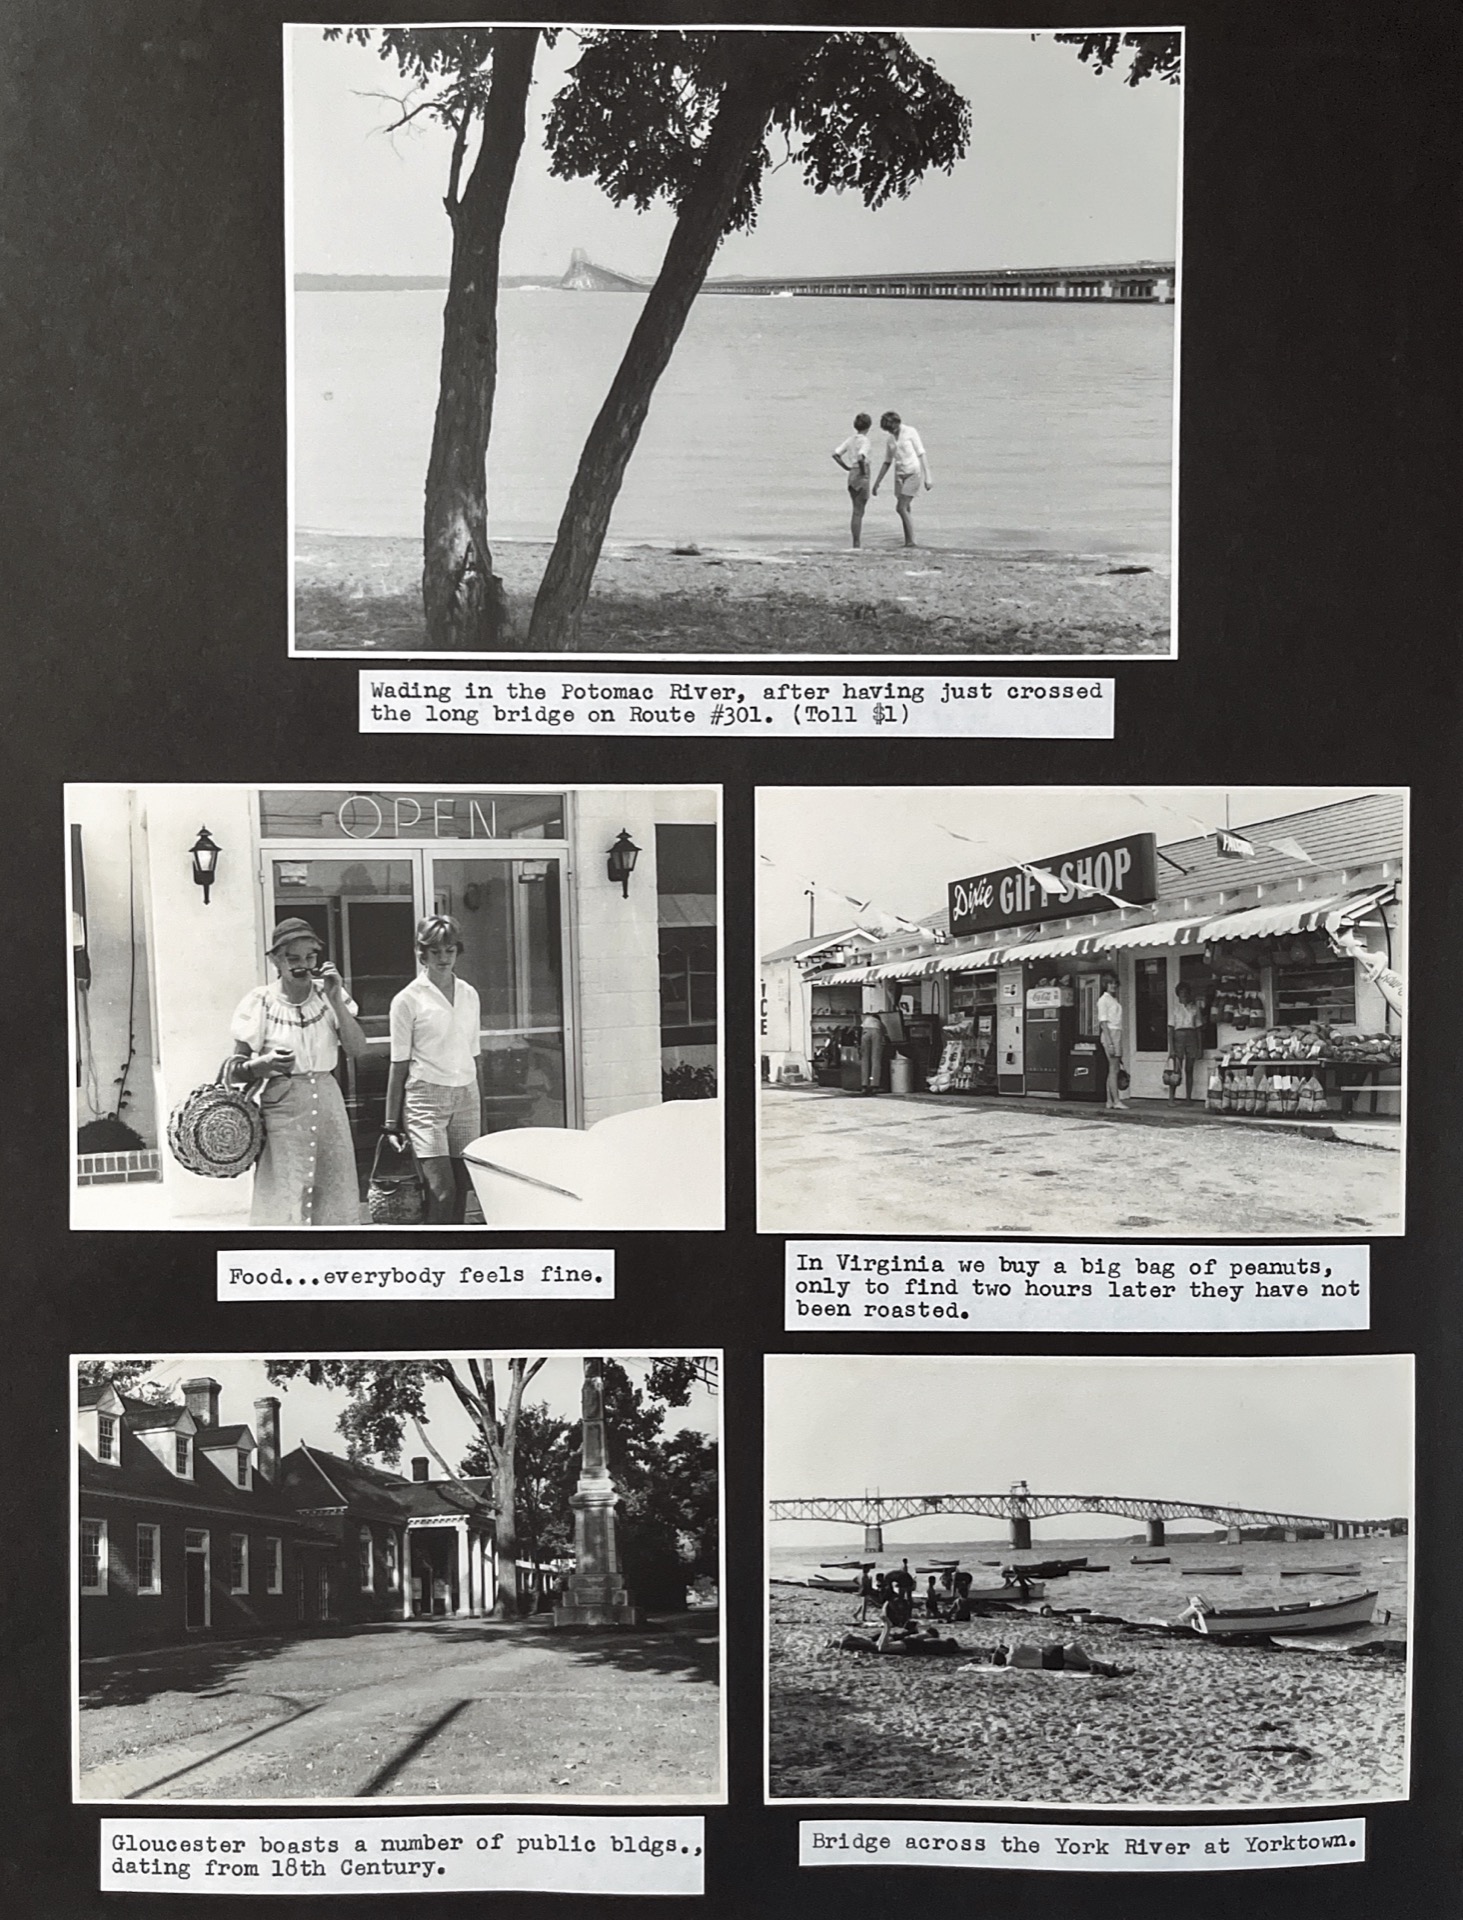 Wading in the Potomac River, after having just crossed
the long bridge on Route #301. (Toll $1)
OPEN
Dixie GIFT SHOP
Coca-Cola
Food...everybody feels fine.
In Virginia we buy a big bag of peanuts,
only to find two hours later they have not
been roasted.
Gloucester boasts a number of public bldgs.,
dating from 18th Century.
Bridge across the York River at Yorktown.